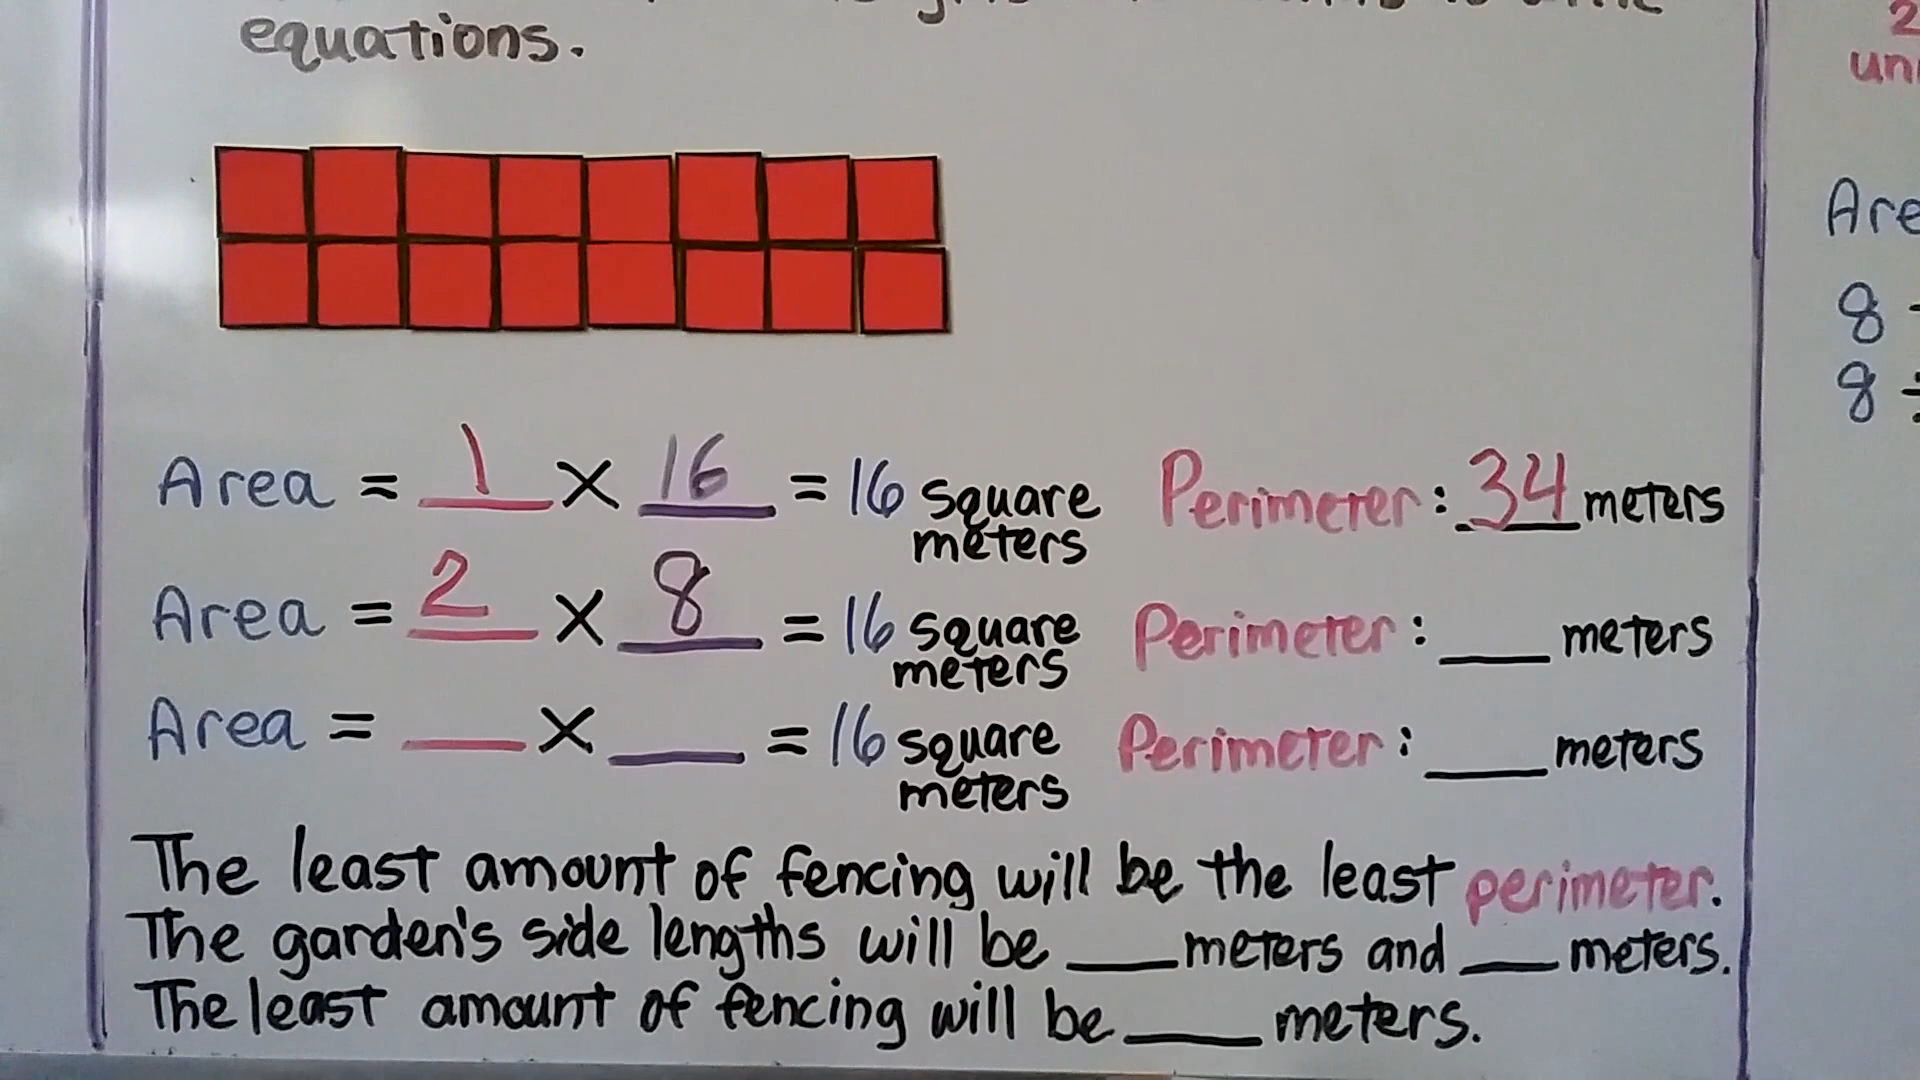 equations.
Area = 1 × 16 = 16 square meters Perimeter: 34 meters
Area = 2 × 8 = 16 square meters Perimeter: ___ meters
Area = ___ × ___ = 16 square meters Perimeter: ___ meters
The least amount of fencing will be the least perimeter.
The garden's side lengths will be ___ meters and ___ meters.
The least amount of fencing will be ___ meters.
2
Are
8
8 ÷